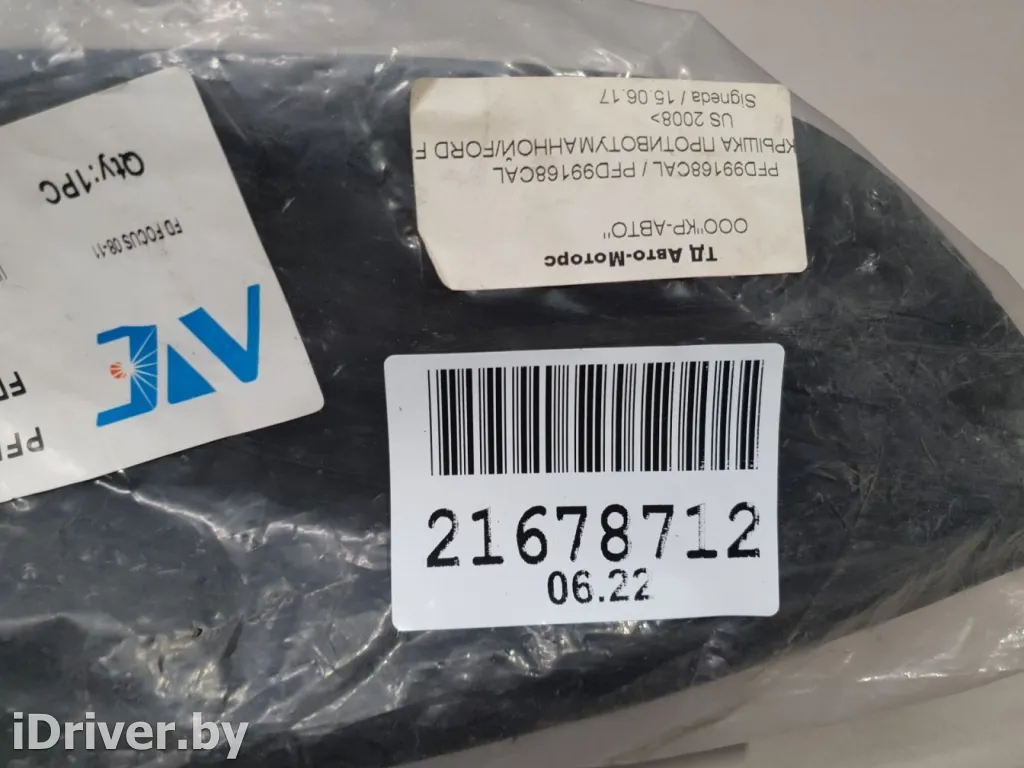 Qty:1PC
FD FOCUS 08-11
ТД Авто-Моторс
ООО"КР-АВТО"
PFD99168CAL / PFD99168CAL
КРЫШКА ПРОТИВОТУМАННОЙ/FORD F
US 2008>
Signeda / 15.06.17
21678712
06.22
iDriver.by